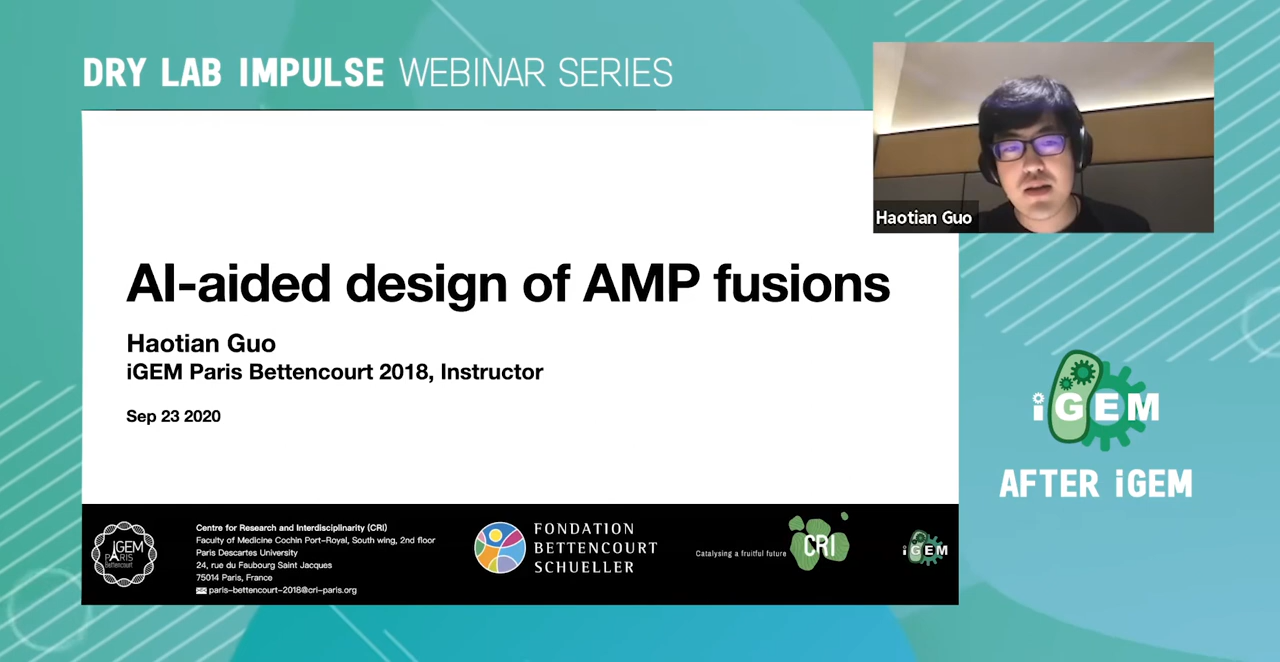 DRY LAB IMPULSE WEBINAR SERIES
Haotian Guo
AI-aided design of AMP fusions
Haotian Guo
iGEM Paris Bettencourt 2018, Instructor
Sep 23 2020
iGEM
AFTER iGEM
iGEM
PARIS
Bettencourt
Centre for Research and Interdisciplinarity (CRI)
Faculty of Medicine Cochin Port-Royal, South wing, 2nd floor
Paris Descartes University
24, rue du Faubourg Saint Jacques
75014 Paris, France
paris-bettencourt-2018@cri-paris.org
FONDATION
BETTENCOURT
SCHUELLER
Catalysing a fruitful future
CRI
iGEM